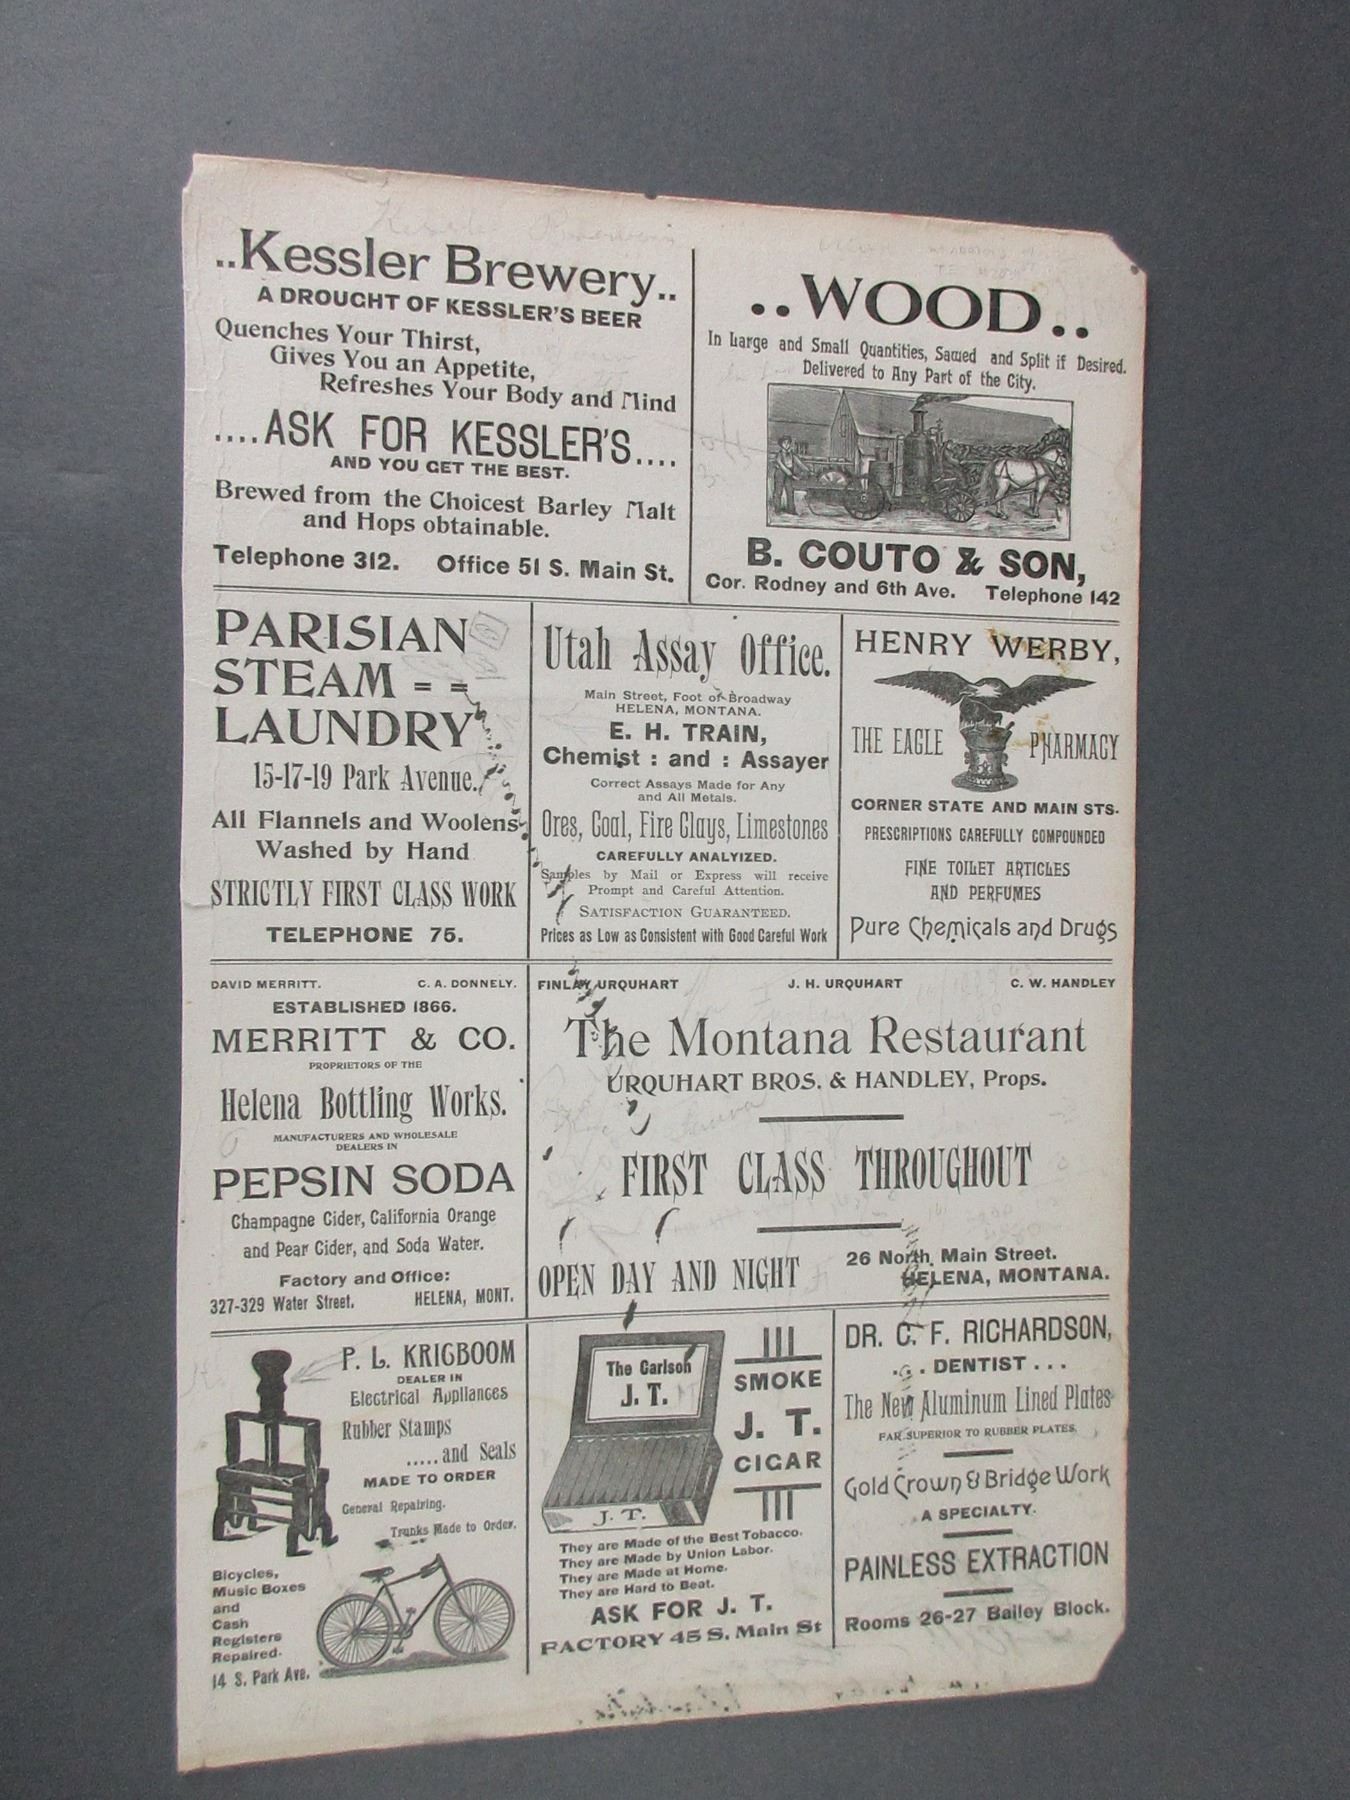 Kessler Brewery
..Kessler Brewery..
A DROUGHT OF KESSLER'S BEER
Quenches Your Thirst,
Gives You an Appetite,
Refreshes Your Body and Mind
....ASK FOR KESSLER'S....
AND YOU GET THE BEST.
Brewed from the Choicest Barley Malt
and Hops obtainable.
Telephone 312. Office 51 S. Main St.
..WOOD..
In Large and Small Quantities, Sawed and Split if Desired.
Delivered to Any Part of the City.
B. COUTO & SON,
Cor. Rodney and 6th Ave. Telephone 142
PARISIAN
STEAM = =
LAUNDRY
15-17-19 Park Avenue.
All Flannels and Woolens
Washed by Hand
STRICTLY FIRST CLASS WORK
TELEPHONE 75.
Utah Assay Office.
Main Street, Foot of Broadway
HELENA, MONTANA.
E. H. TRAIN,
Chemist : and : Assayer
Correct Assays Made for Any
and All Metals.
Ores, Coal, Fire Clays, Limestones
CAREFULLY ANALYIZED.
Samples by Mail or Express will receive
Prompt and Careful Attention.
SATISFACTION GUARANTEED.
Prices as Low as Consistent with Good Careful Work
HENRY WERBY,
THE EAGLE PHARMACY
CORNER STATE AND MAIN STS.
PRESCRIPTIONS CAREFULLY COMPOUNDED
FINE TOILET ARTICLES
AND PERFUMES
Pure Chemicals and Drugs
DAVID MERRITT. C. A. DONNELY.
ESTABLISHED 1866.
MERRITT & CO.
PROPRIETORS OF THE
Helena Bottling Works.
MANUFACTURERS AND WHOLESALE
DEALERS IN
PEPSIN SODA
Champagne Cider, California Orange
and Pear Cider, and Soda Water.
Factory and Office:
327-329 Water Street. HELENA, MONT.
FINLAY URQUHART J. H. URQUHART C. W. HANDLEY
The Montana Restaurant
URQUHART BROS. & HANDLEY, Props.
FIRST CLASS THROUGHOUT
OPEN DAY AND NIGHT
26 North Main Street.
HELENA, MONTANA.
P. L. KRIGBOOM
DEALER IN
Electrical Appliances
Rubber Stamps
.....and Seals
MADE TO ORDER
General Repairing.
Trunks Made to Order.
Bicycles,
Music Boxes
and
Cash
Registers
Repaired.
14 S. Park Ave.
The Carlson
J. T.
J. T.
SMOKE
J. T.
CIGAR
They are Made of the Best Tobacco.
They are Made by Union Labor.
They are Made at Home.
They are Hard to Beat.
ASK FOR J. T.
FACTORY 45 S. Main St
DR. C. F. RICHARDSON,
. . . DENTIST . . .
The New Aluminum Lined Plates
FAR SUPERIOR TO RUBBER PLATES.
Gold Crown & Bridge Work
A SPECIALTY.
PAINLESS EXTRACTION
Rooms 26-27 Bailey Block.